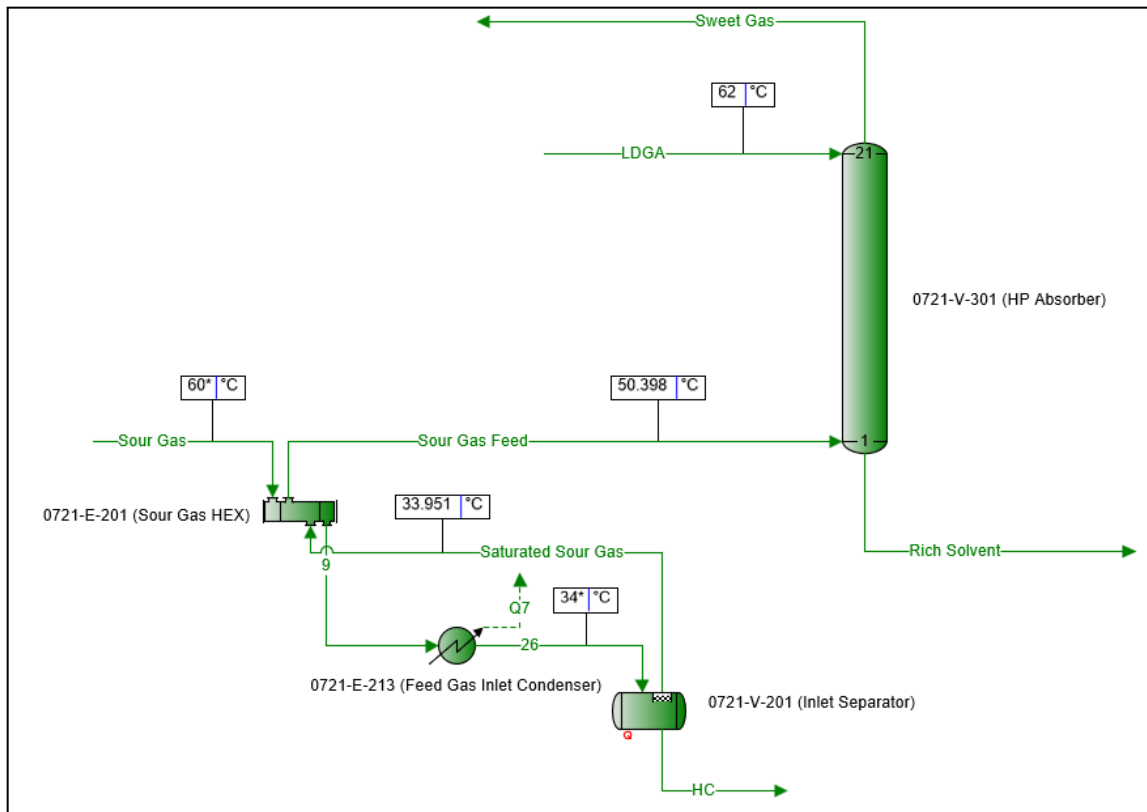 Sweet Gas
62 °C
LDGA
21
0721-V-301 (HP Absorber)
60* °C
50.398 °C
Sour Gas
Sour Gas Feed
1
0721-E-201 (Sour Gas HEX)
33.951 °C
Saturated Sour Gas
Rich Solvent
9
Q7
34* °C
26
0721-E-213 (Feed Gas Inlet Condenser)
0721-V-201 (Inlet Separator)
Q
HC